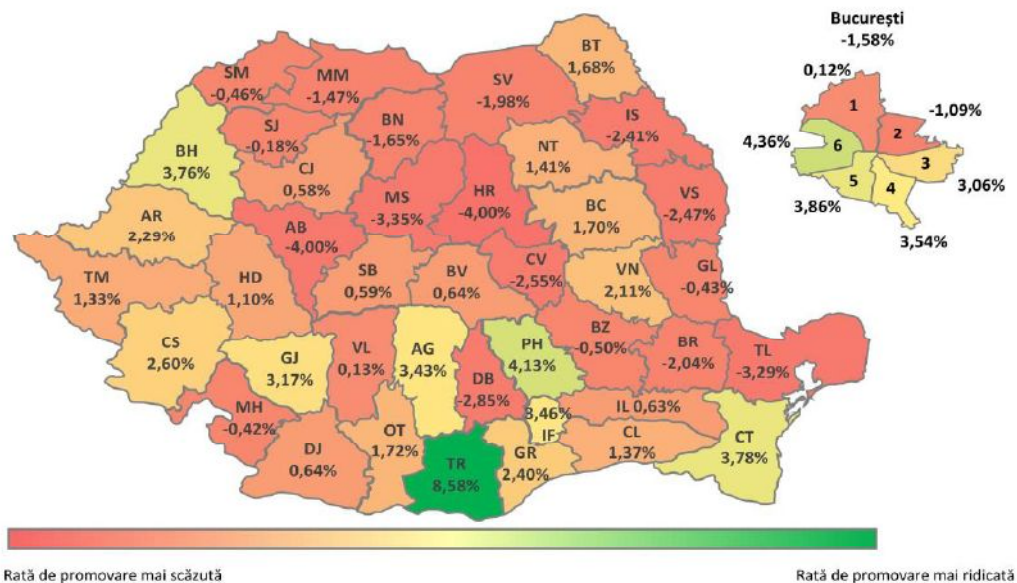 București
-1,58%
0,12%
1
-1,09%
2
4,36%
6
3
3,06%
5
4
3,86%
3,54%
BT
1,68%
SM
-0,46%
MM
-1,47%
SV
-1,98%
BN
-1,65%
IS
-2,41%
SJ
-0,18%
BH
3,76%
CJ
0,58%
NT
1,41%
MS
-3,35%
HR
-4,00%
VS
-2,47%
BC
1,70%
AR
2,29%
AB
-4,00%
TM
1,33%
HD
1,10%
SB
0,59%
BV
0,64%
CV
-2,55%
VN
2,11%
GL
-0,43%
CS
2,60%
GJ
3,17%
VL
0,13%
AG
3,43%
PH
4,13%
BZ
-0,50%
BR
-2,04%
TL
-3,29%
DB
-2,85%
MH
-0,42%
3,46%
IF
IL 0,63%
CL
1,37%
CT
3,78%
DJ
0,64%
OT
1,72%
TR
8,58%
GR
2,40%
Rată de promovare mai scăzută
Rată de promovare mai ridicată